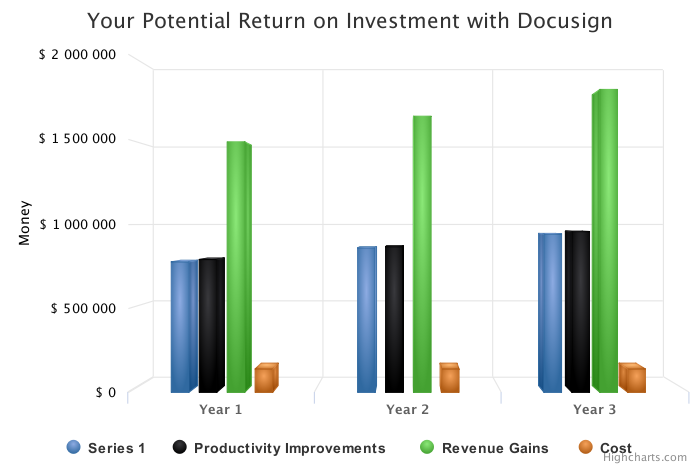 Your Potential Return on Investment with Docusign
$ 2 000 000
$ 1 500 000
$ 1 000 000
$ 500 000
$ 0
Money
Year 1
Year 2
Year 3
Series 1
Productivity Improvements
Revenue Gains
Cost
Highcharts.com